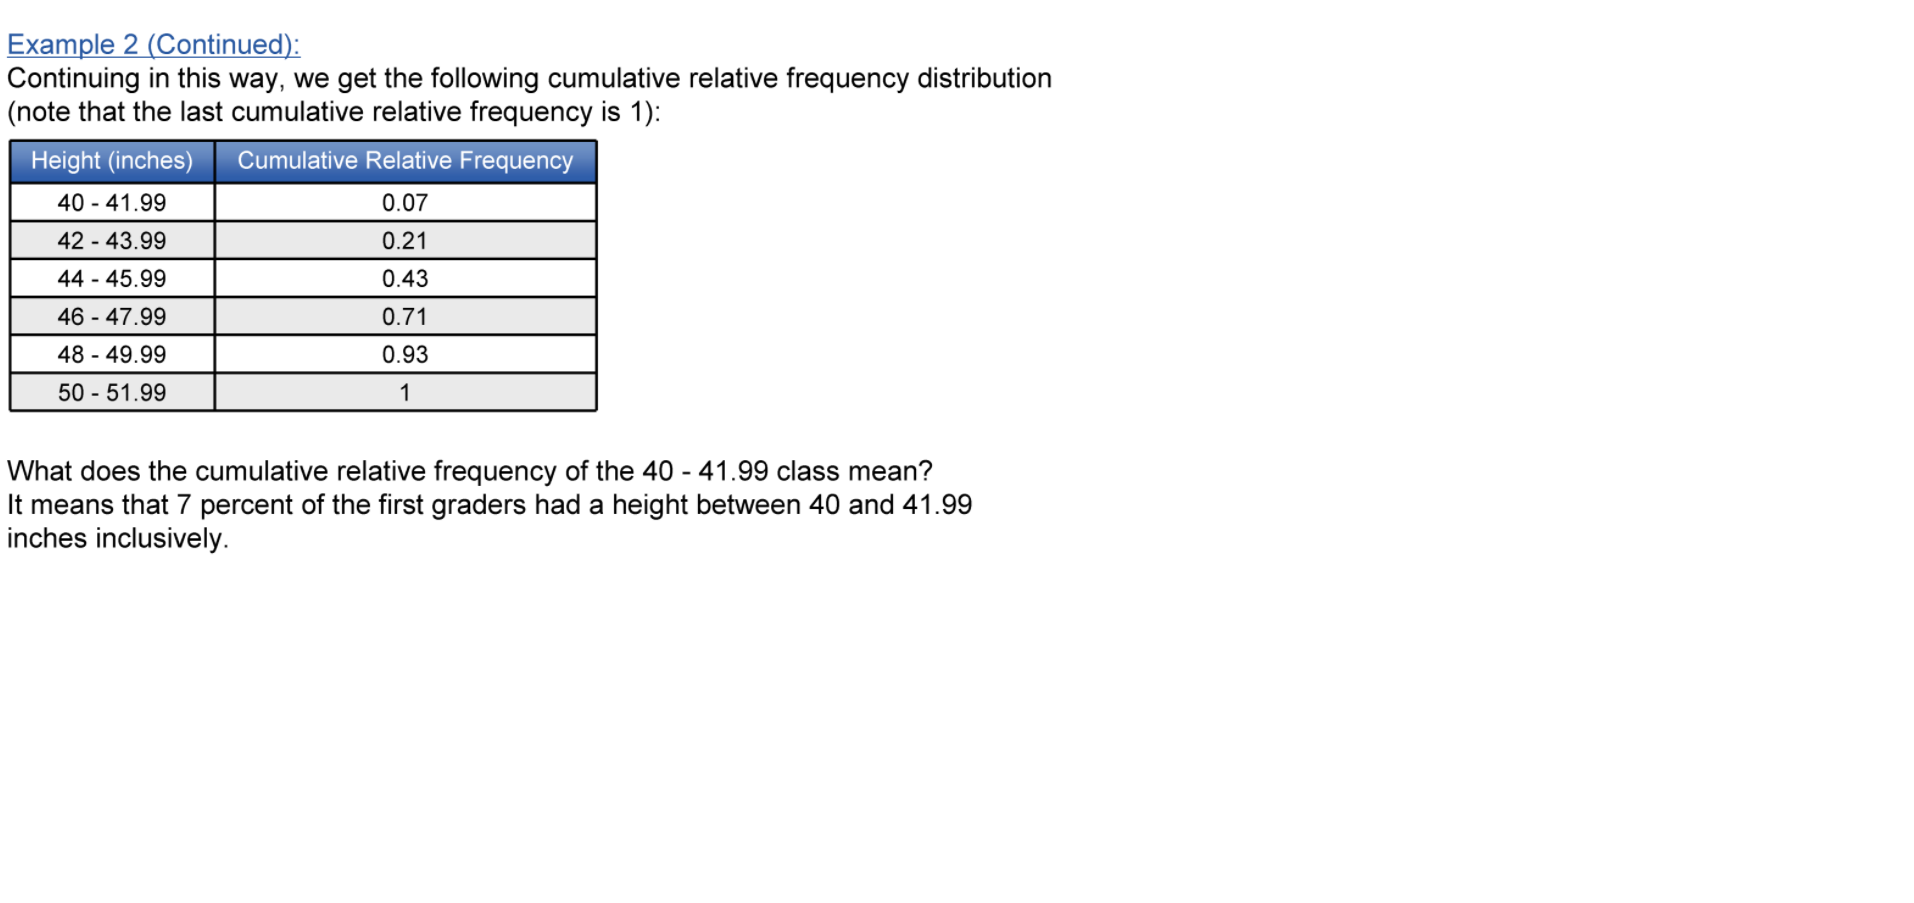 Example 2 (Continued):
Continuing in this way, we get the following cumulative relative frequency distribution
(note that the last cumulative relative frequency is 1):
Height (inches) Cumulative Relative Frequency
40 - 41.99 0.07
42 - 43.99 0.21
44 - 45.99 0.43
46 - 47.99 0.71
48 - 49.99 0.93
50 - 51.99 1
What does the cumulative relative frequency of the 40 - 41.99 class mean?
It means that 7 percent of the first graders had a height between 40 and 41.99
inches inclusively.